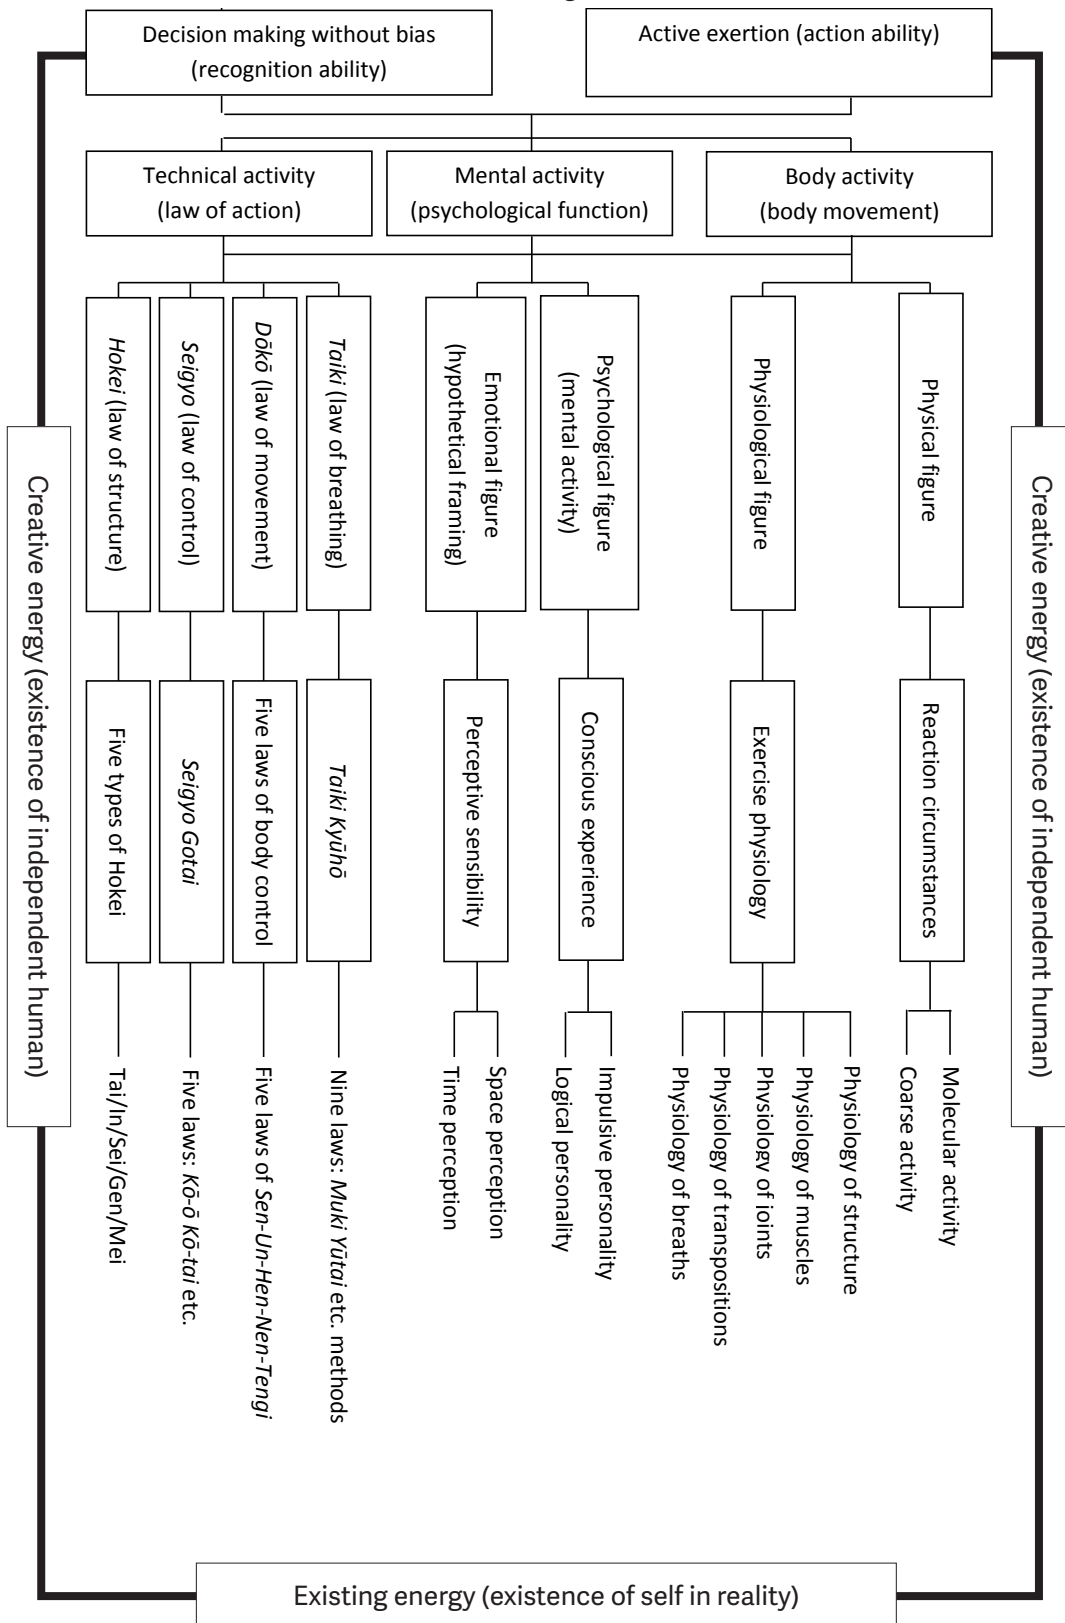 Decision making without bias
(recognition ability)
Active exertion (action ability)
Technical activity
(law of action)
Mental activity
(psychological function)
Body activity
(body movement)
Hokei (law of structure)
Seigyo (law of control)
Dōkō (law of movement)
Taiki (law of breathing)
Emotional figure
(hypothetical framing)
Psychological figure
(mental activity)
Physiological figure
Physical figure
Five types of Hokei
Seigyo Gotai
Five laws of body control
Taiki Kyūhō
Perceptive sensibility
Conscious experience
Exercise physiology
Reaction circumstances
Tai/In/Sei/Gen/Mei
Five laws: Kō-ō Kō-tai etc.
Five laws of Sen-Un-Hen-Nen-Tengi
Nine laws: Muki Yūtai etc. methods
Time perception
Space perception
Logical personality
Impulsive personality
Physiology of breaths
Physiology of transpositions
Physiology of joints
Physiology of muscles
Physiology of structure
Coarse activity
Molecular activity
Creative energy (existence of independent human)
Creative energy (existence of independent human)
Existing energy (existence of self in reality)